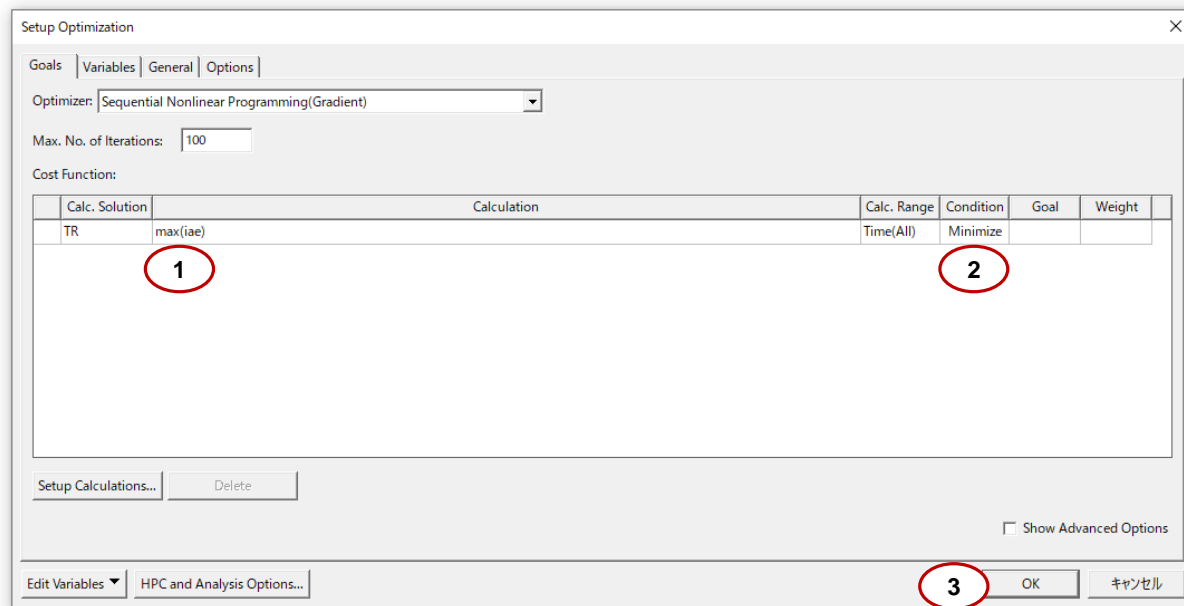 Setup Optimization
Goals Variables General Options
Optimizer: Sequential Nonlinear Programming(Gradient)
Max. No. of Iterations: 100
Cost Function:
Calc. Solution Calculation Calc. Range Condition Goal Weight
TR max(iae) Time(All) Minimize
1 2
Setup Calculations... Delete
Show Advanced Options
Edit Variables HPC and Analysis Options... 3 OK キャンセル